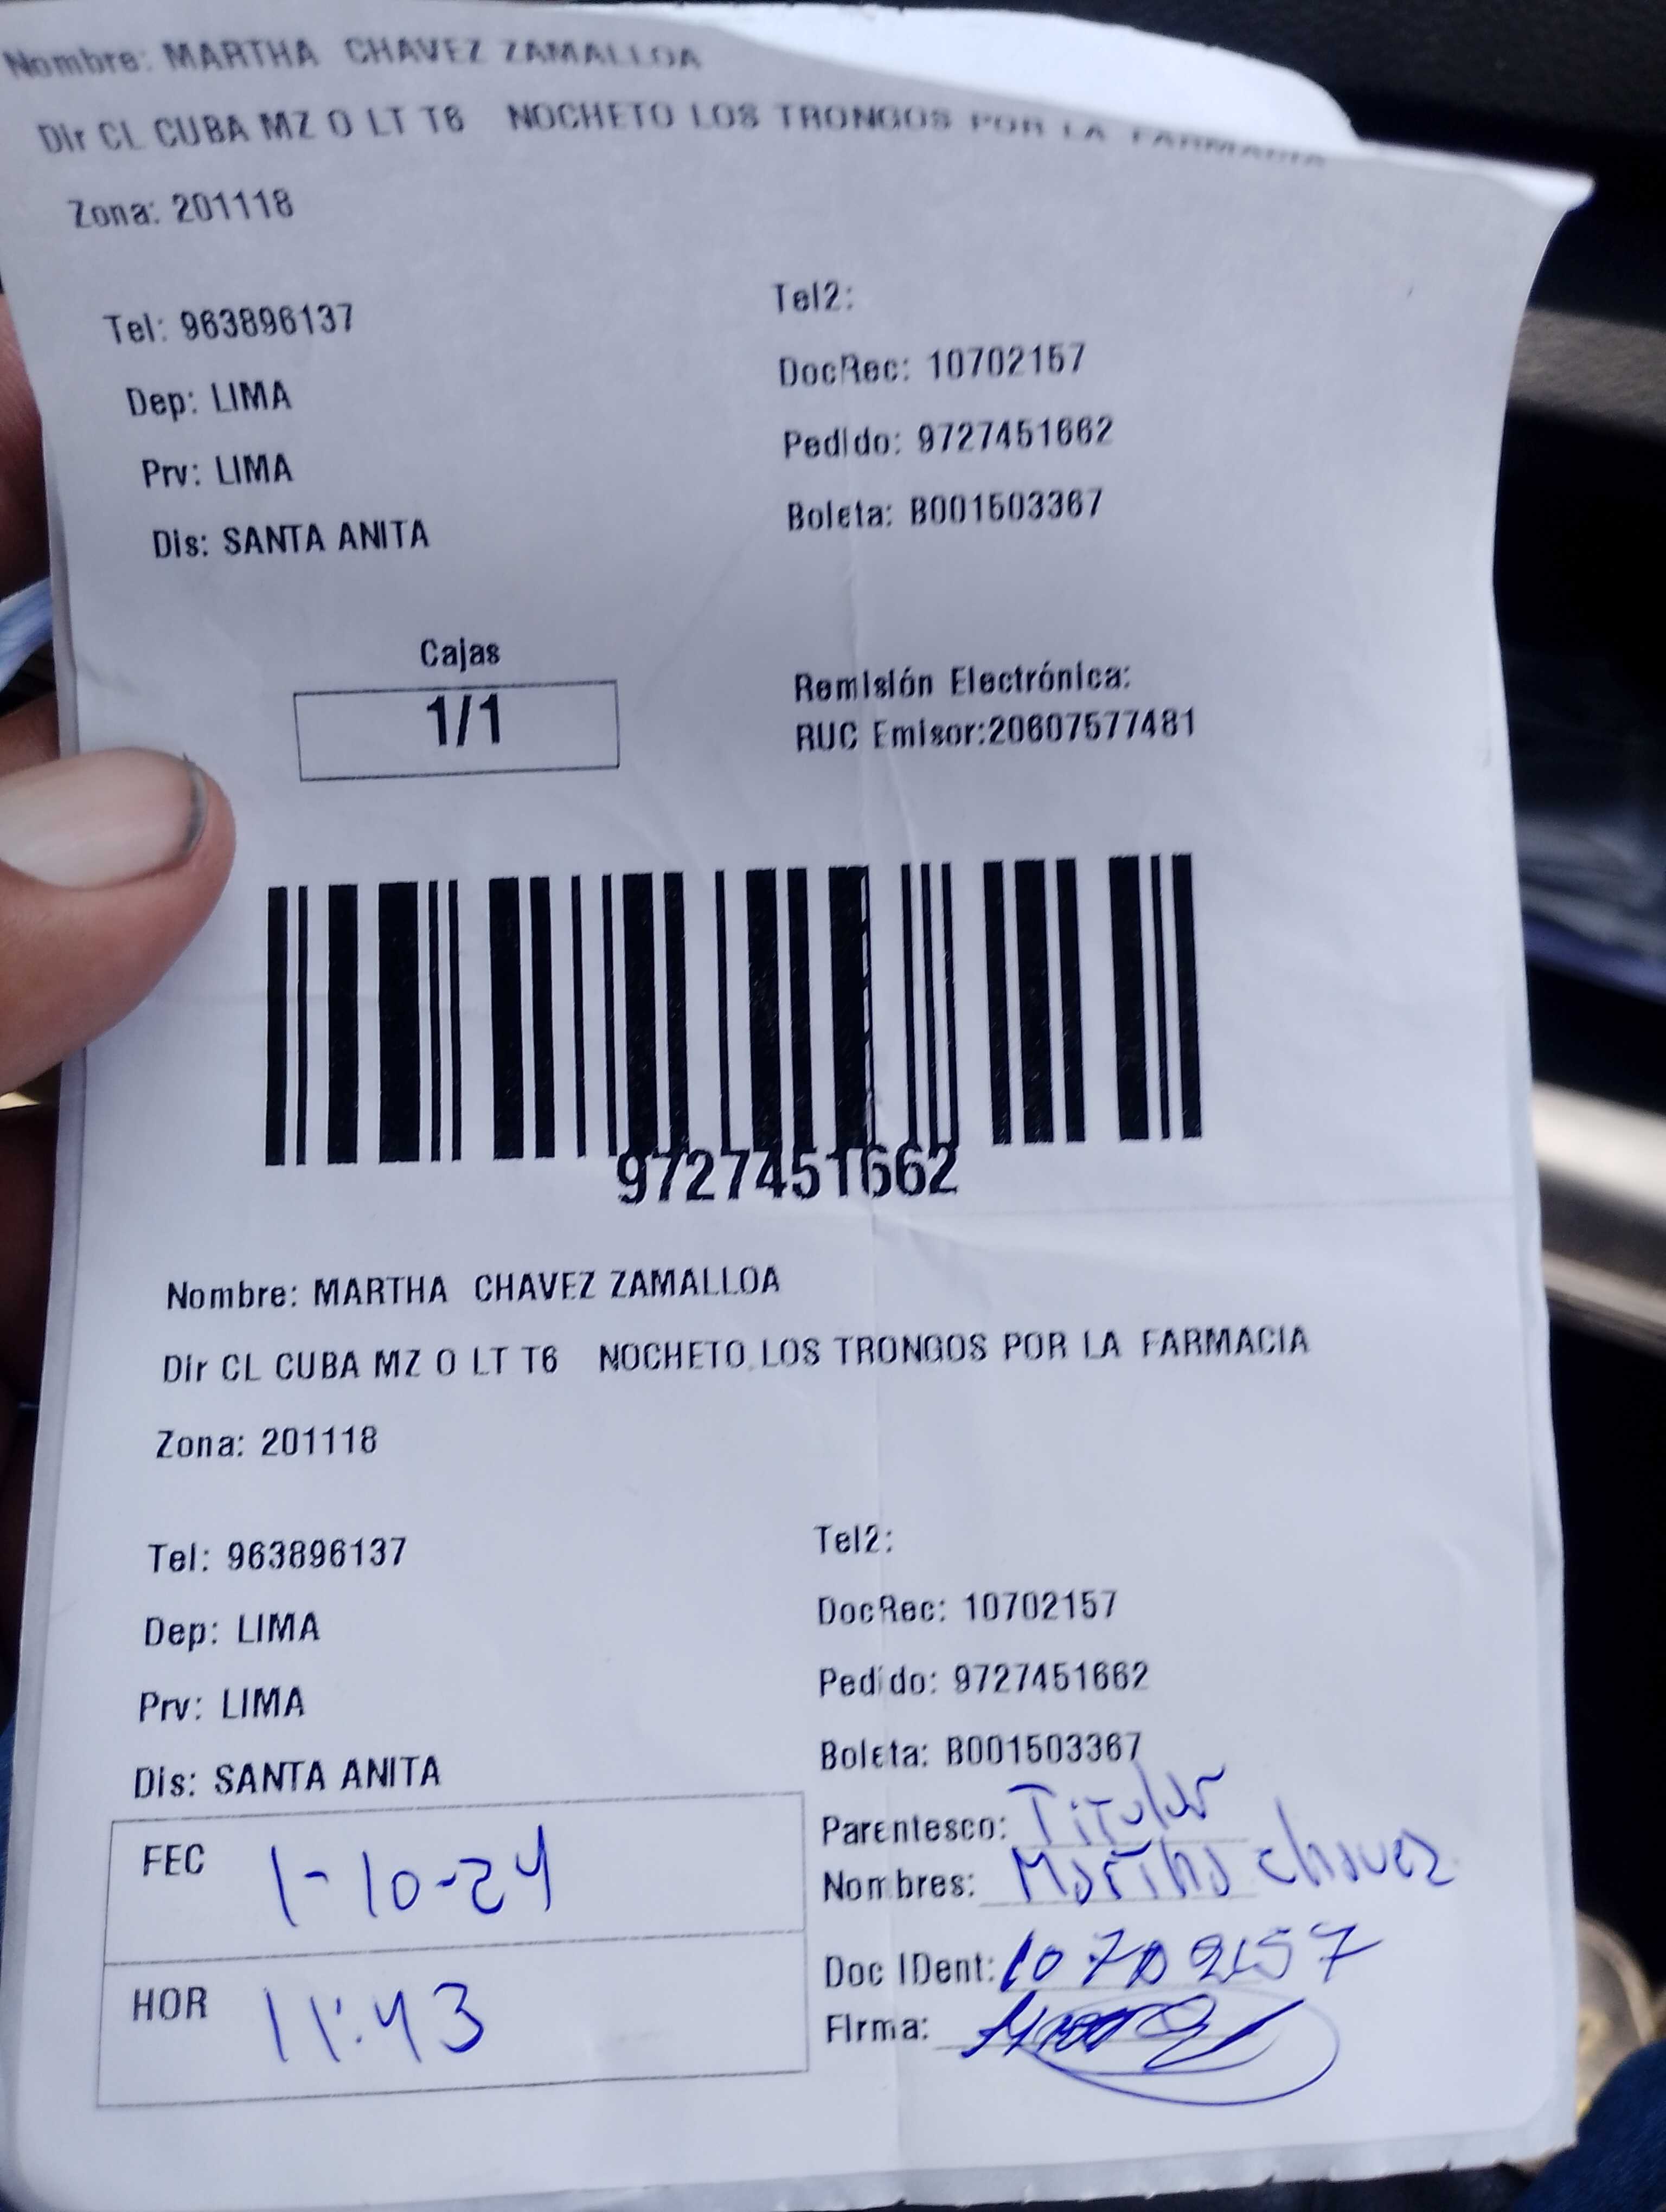 Nombre: MARTHA CHAVEZ ZAMALLOA
Dir CL CUBA MZ O LT T6 NOCHETO LOS TRONGOS POR LA FARMACIA
Zona: 201118
Tel: 963896137
Tel2:
Dep: LIMA
DocRec: 10702157
Prv: LIMA
Pedido: 9727451662
Dis: SANTA ANITA
Boleta: B001503367
Cajas
1/1
Remisión Electrónica:
RUC Emisor:20607577481
9727451662
Nombre: MARTHA CHAVEZ ZAMALLOA
Dir CL CUBA MZ O LT T6 NOCHETO LOS TRONGOS POR LA FARMACIA
Zona: 201118
Tel: 963896137
Tel2:
Dep: LIMA
DocRec: 10702157
Prv: LIMA
Pedido: 9727451662
Dis: SANTA ANITA
Boleta: B001503367
FEC 1-10-24
Parentesco: Titular
Nombres: Martha Chavez
HOR 11:43
Doc IDent: 10702157
Firma: